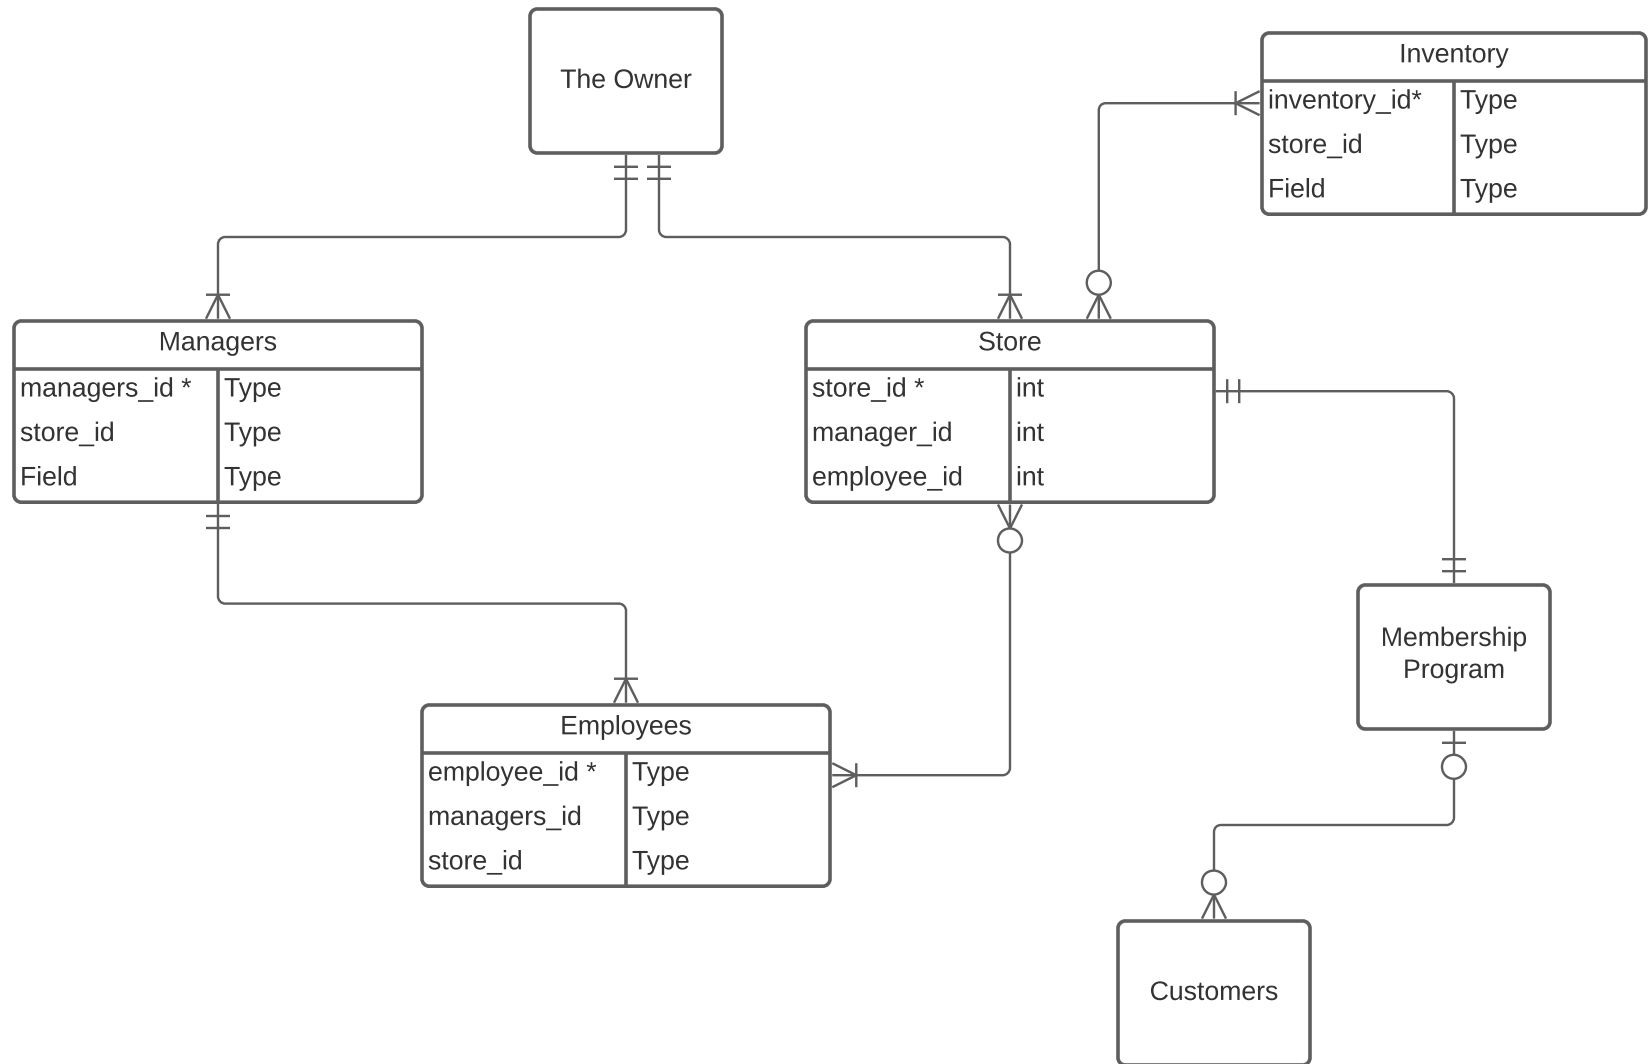 The Owner
Inventory
inventory_id* Type
store_id Type
Field Type
Managers
managers_id * Type
store_id Type
Field Type
Store
store_id * int
manager_id int
employee_id int
Membership
Program
Employees
employee_id * Type
managers_id Type
store_id Type
Customers